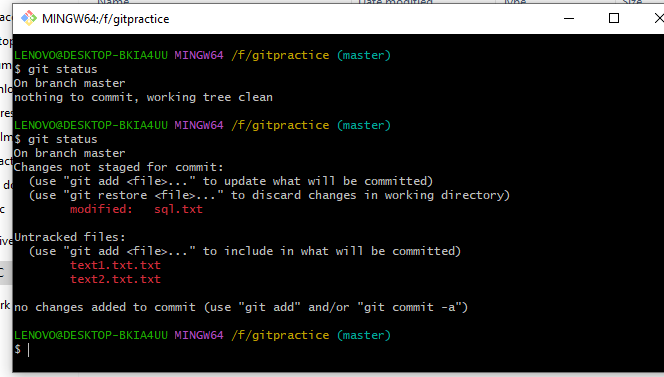 Name Date modified Type Size
MINGW64:/f/gitpractice
LENOVO@DESKTOP-BKIA4UU MINGW64 /f/gitpractice (master)
$ git status
On branch master
nothing to commit, working tree clean
LENOVO@DESKTOP-BKIA4UU MINGW64 /f/gitpractice (master)
$ git status
On branch master
Changes not staged for commit:
(use "git add <file>..." to update what will be committed)
(use "git restore <file>..." to discard changes in working directory)
modified: sql.txt
Untracked files:
(use "git add <file>..." to include in what will be committed)
text1.txt.txt
text2.txt.txt
no changes added to commit (use "git add" and/or "git commit -a")
LENOVO@DESKTOP-BKIA4UU MINGW64 /f/gitpractice (master)
$